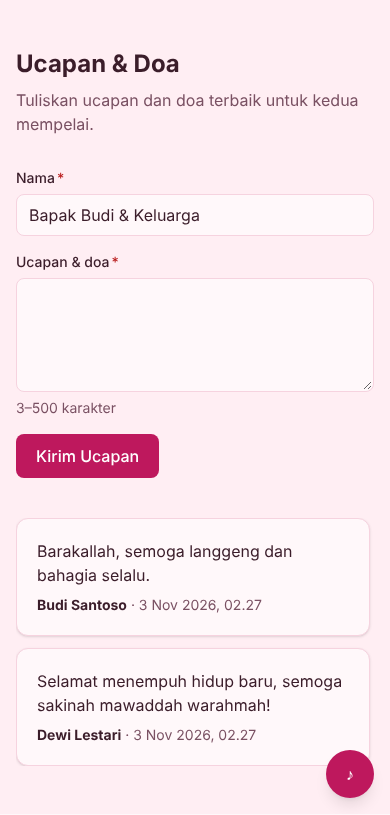 Ucapan & Doa
Tuliskan ucapan dan doa terbaik untuk kedua
mempelai.
Nama*
Bapak Budi & Keluarga
Ucapan & doa*
3–500 karakter
Kirim Ucapan
Barakallah, semoga langgeng dan
bahagia selalu.
Budi Santoso · 3 Nov 2026, 02.27
Selamat menempuh hidup baru, semoga
sakinah mawaddah warahmah!
Dewi Lestari · 3 Nov 2026, 02.27
♪